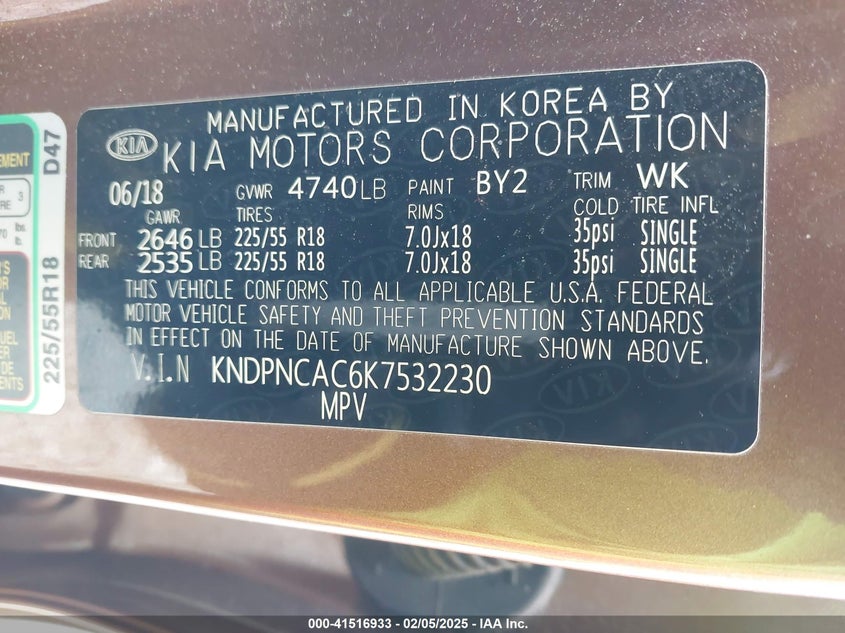 MANUFACTURED IN KOREA BY
KIA KIA MOTORS CORPORATION
06/18 GVWR 4740LB PAINT BY2 TRIM WK
GAWR TIRES RIMS COLD TIRE INFL
FRONT 2646 LB 225/55 R18 7.0Jx18 35psi SINGLE
REAR 2535 LB 225/55 R18 7.0Jx18 35psi SINGLE
THIS VEHICLE CONFORMS TO ALL APPLICABLE U.S.A. FEDERAL
MOTOR VEHICLE SAFETY AND THEFT PREVENTION STANDARDS
IN EFFECT ON THE DATE OF MANUFACTURE SHOWN ABOVE.
V.I.N KNDPNCAC6K7532230
MPV
225/55R18 D47
000-41516933 - 02/05/2025 - IAA Inc.